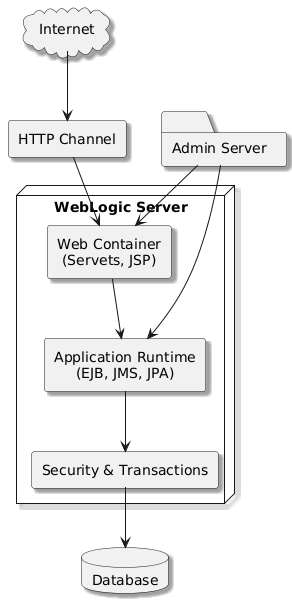 Internet
HTTP Channel
Admin Server
WebLogic Server
Web Container
(Servets, JSP)
Application Runtime
(EJB, JMS, JPA)
Security & Transactions
Database